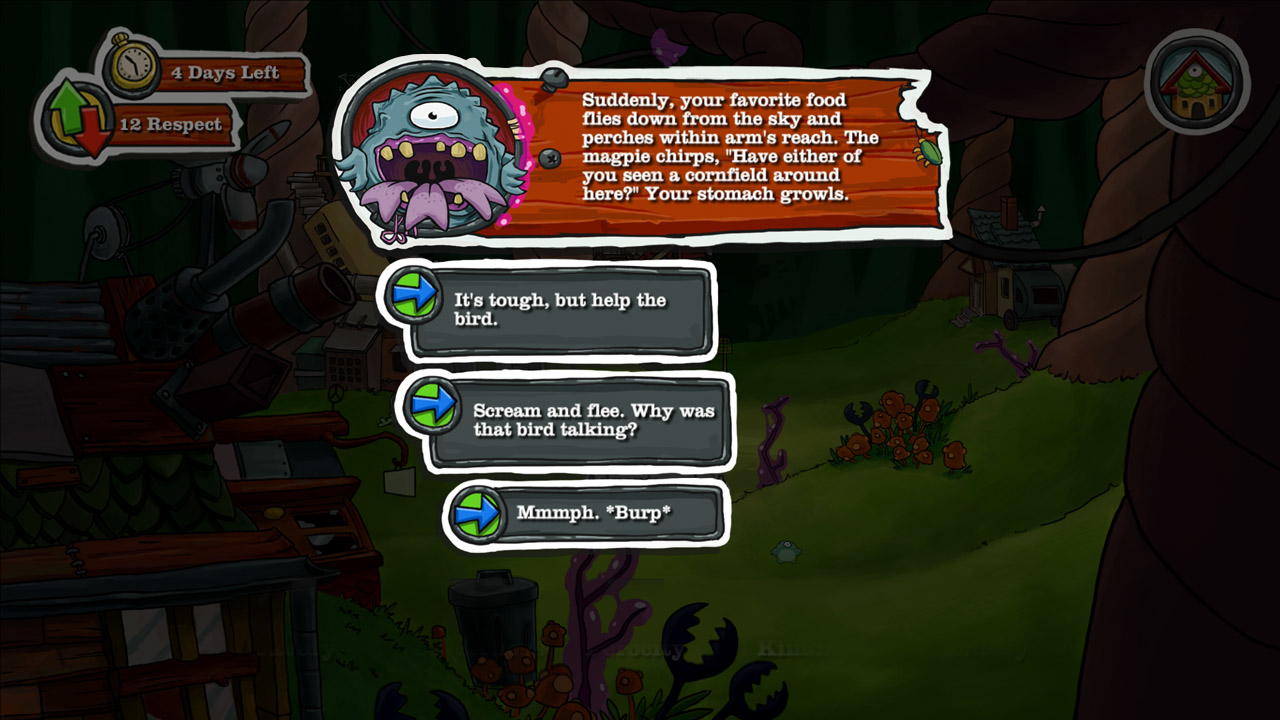 4 Days Left
12 Respect
Suddenly, your favorite food
flies down from the sky and
perches within arm's reach. The
magpie chirps, "Have either of
you seen a cornfield around
here?" Your stomach growls.
It's tough, but help the
bird.
Scream and flee. Why was
that bird talking?
Mmmph. *Burp*